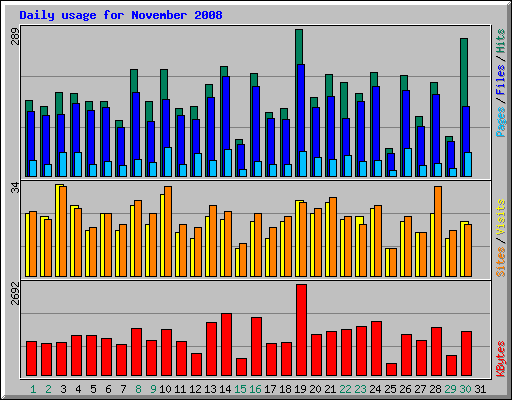 Daily usage for November 2008
289
Pages / Files / Hits
34
Sites / Visits
2692
KBytes
1 2 3 4 5 6 7 8 9 10 11 12 13 14 15 16 17 18 19 20 21 22 23 24 25 26 27 28 29 30 31